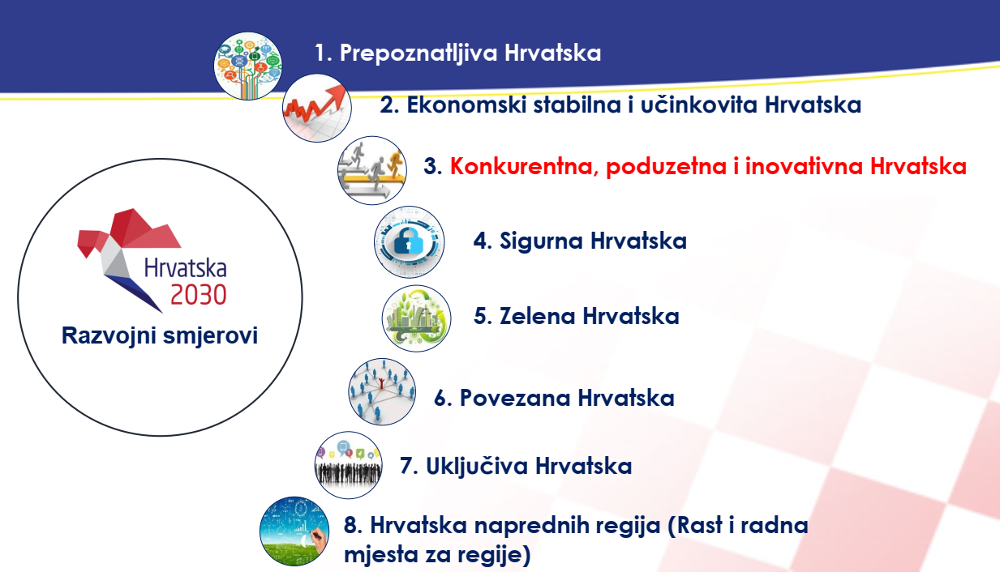 1. Prepoznatljiva Hrvatska
2. Ekonomski stabilna i učinkovita Hrvatska
3. Konkurentna, poduzetna i inovativna Hrvatska
Hrvatska
2030
Razvojni smjerovi
4. Sigurna Hrvatska
5. Zelena Hrvatska
6. Povezana Hrvatska
7. Uključiva Hrvatska
8. Hrvatska naprednih regija (Rast i radna
mjesta za regije)